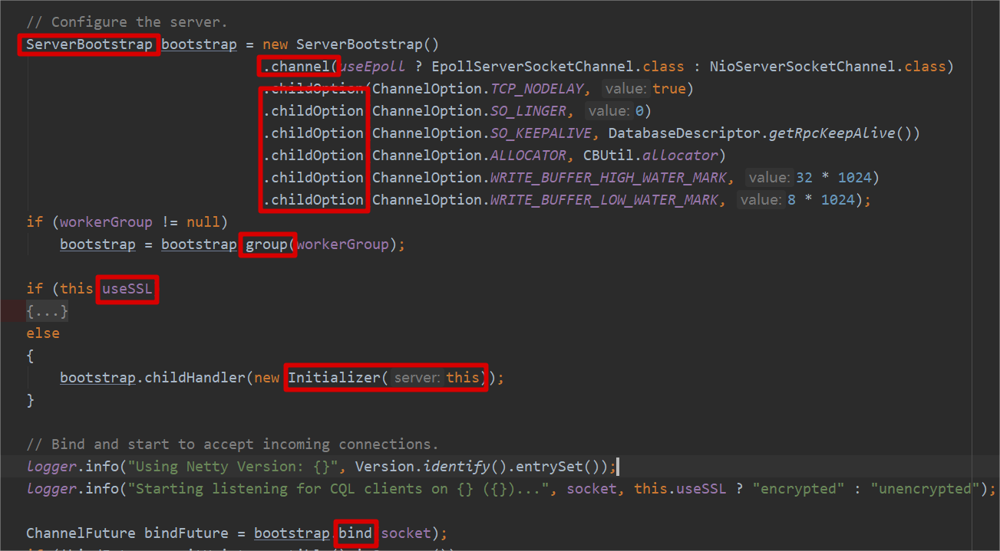 // Configure the server.
ServerBootstrap bootstrap = new ServerBootstrap()
.channel(useEpoll ? EpollServerSocketChannel.class : NioServerSocketChannel.class)
.childOption(ChannelOption.TCP_NODELAY, value: true)
.childOption ChannelOption.SO_LINGER, value: 0)
.childOption ChannelOption.SO_KEEPALIVE, DatabaseDescriptor.getRpcKeepAlive())
.childOption ChannelOption.ALLOCATOR, CBUtil.allocator)
.childOption ChannelOption.WRITE_BUFFER_HIGH_WATER_MARK, value: 32 * 1024)
.childOption ChannelOption.WRITE_BUFFER_LOW_WATER_MARK, value: 8 * 1024);
if (workerGroup != null)
bootstrap = bootstrap group(workerGroup);
if (this useSSL
{...}
else
{
bootstrap.childHandler(new Initializer( server: this));
}
// Bind and start to accept incoming connections.
logger.info("Using Netty Version: {}", Version.identify().entrySet());
logger.info("Starting listening for CQL clients on {} ({})...", socket, this.useSSL ? "encrypted" : "unencrypted");
ChannelFuture bindFuture = bootstrap bind socket);